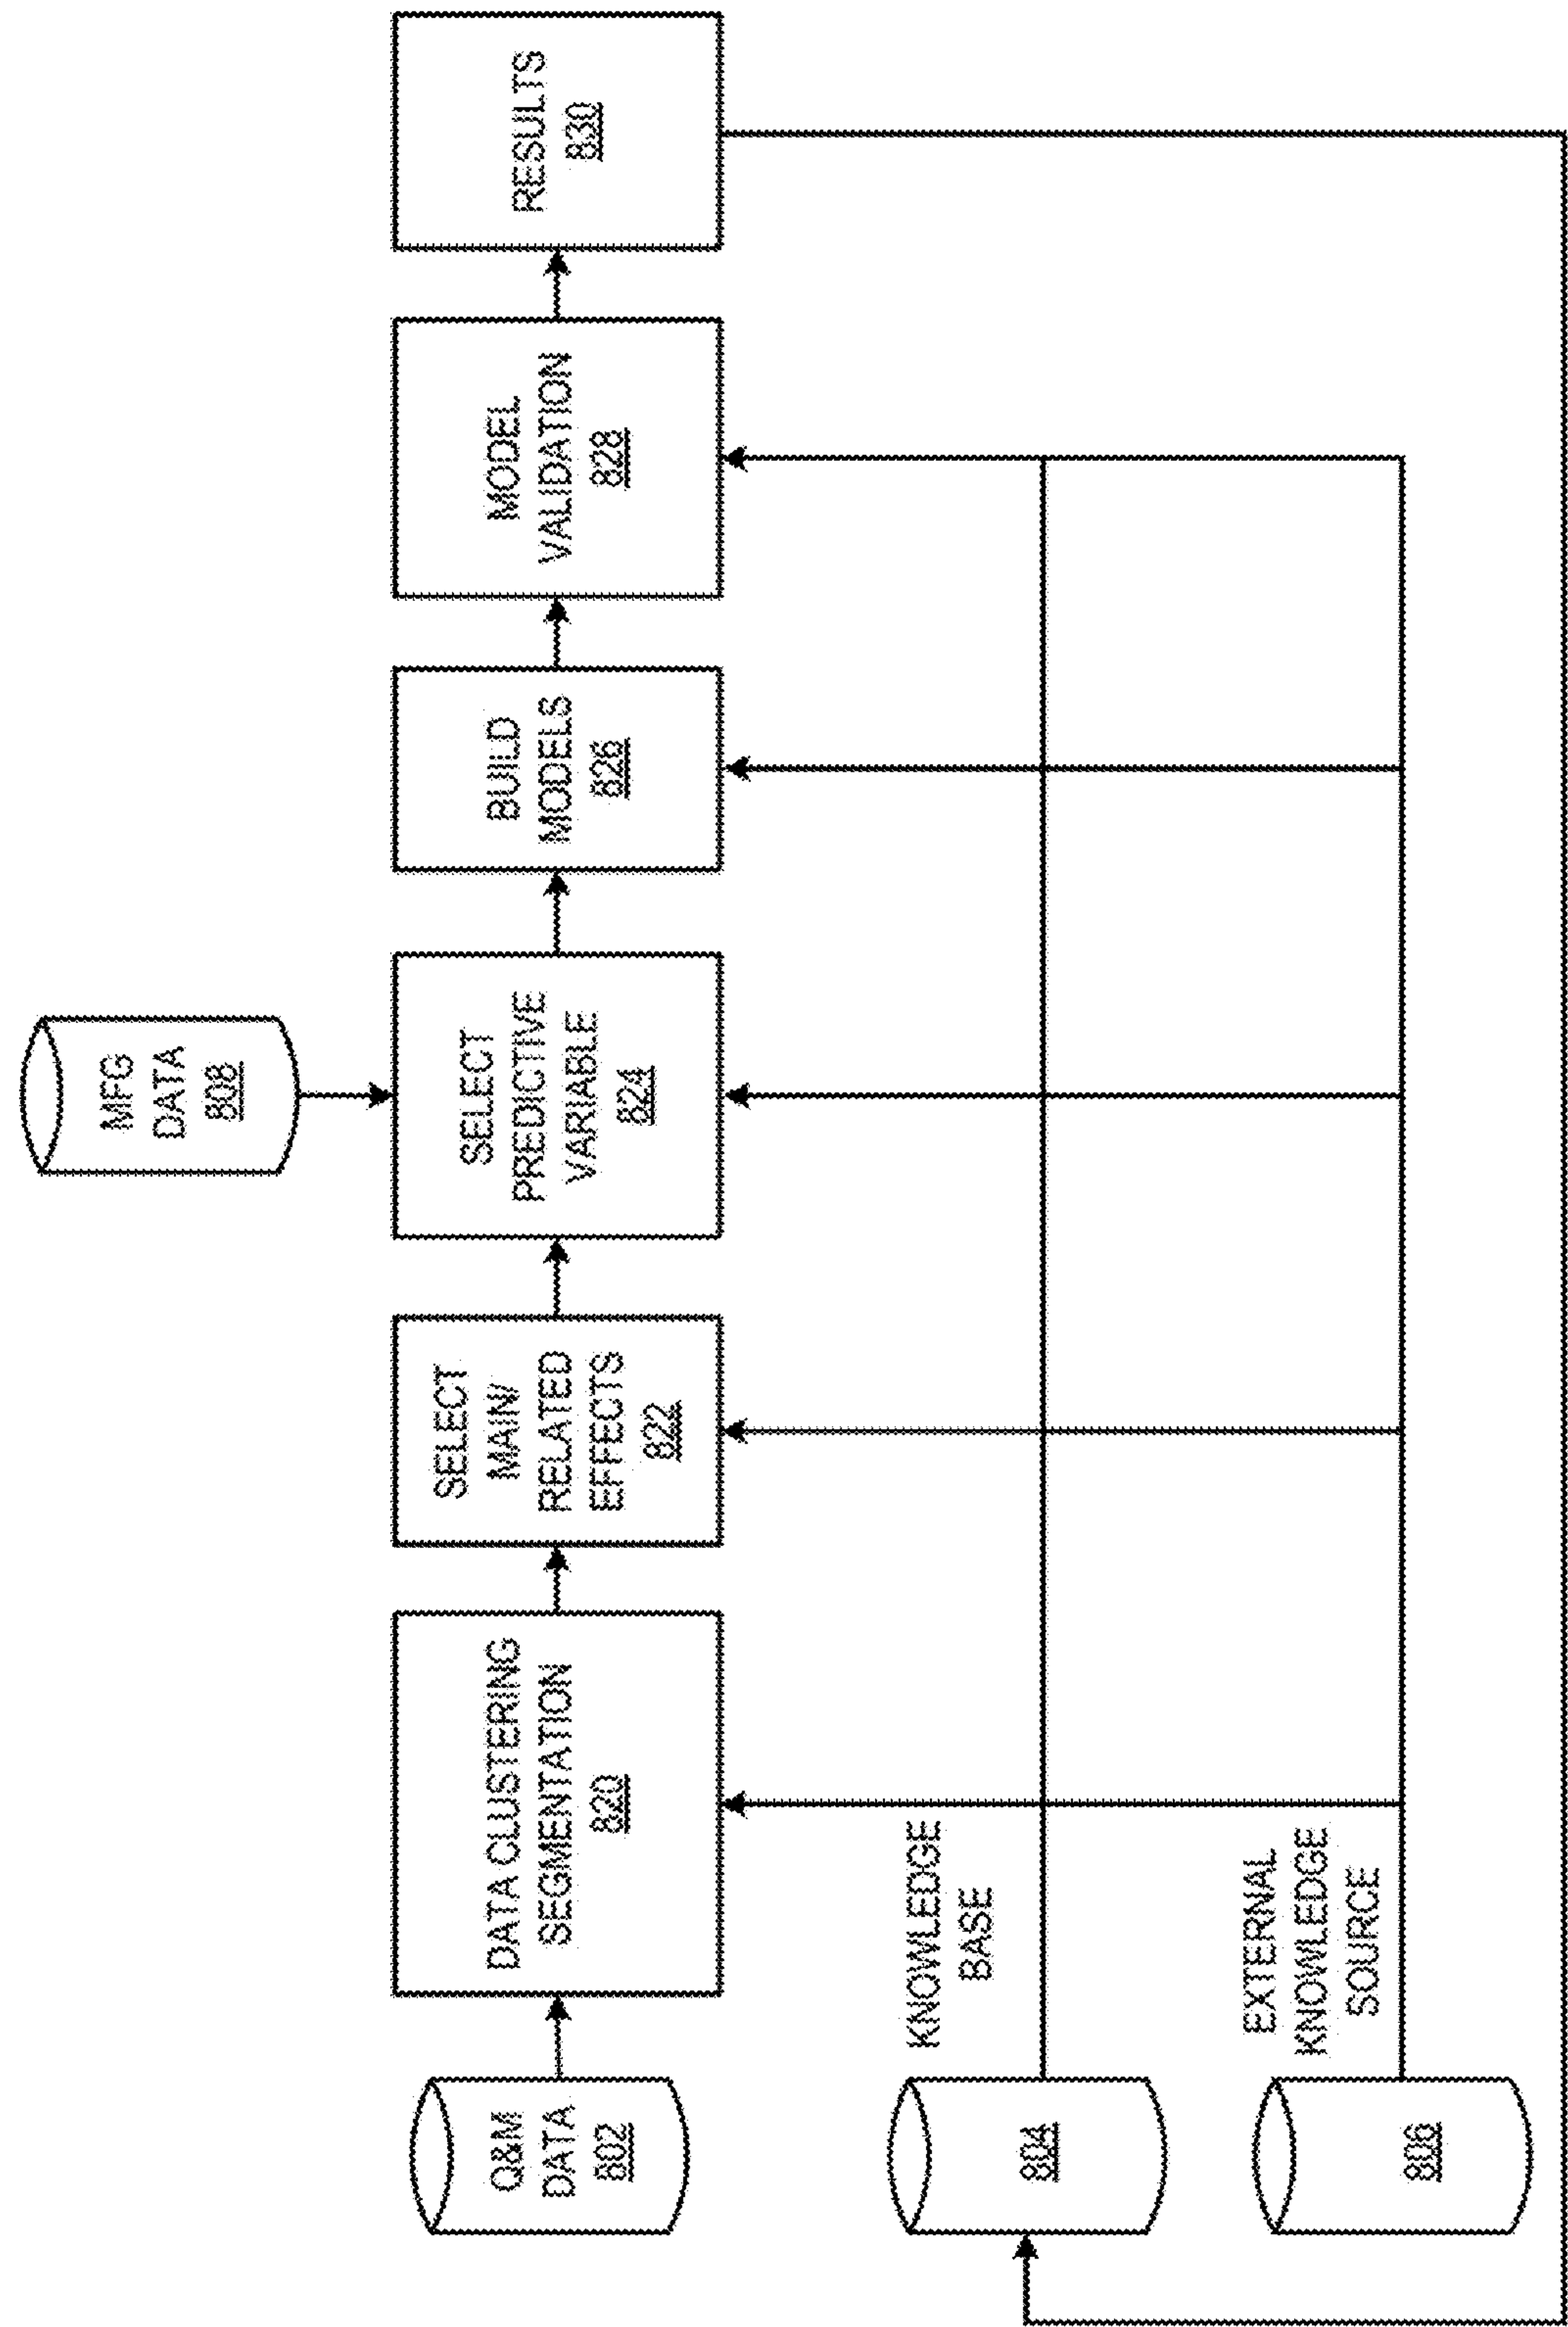 Q&M
DATA
802
DATA CLUSTERING
SEGMENTATION
820
SELECT
MAIN/
RELATED
EFFECTS
822
SELECT
PREDICTIVE
VARIABLE
824
MFG
DATA
808
BUILD
MODELS
826
MODEL
VALIDATION
828
RESULTS
830
KNOWLEDGE
BASE
804
EXTERNAL
KNOWLEDGE
SOURCE
806